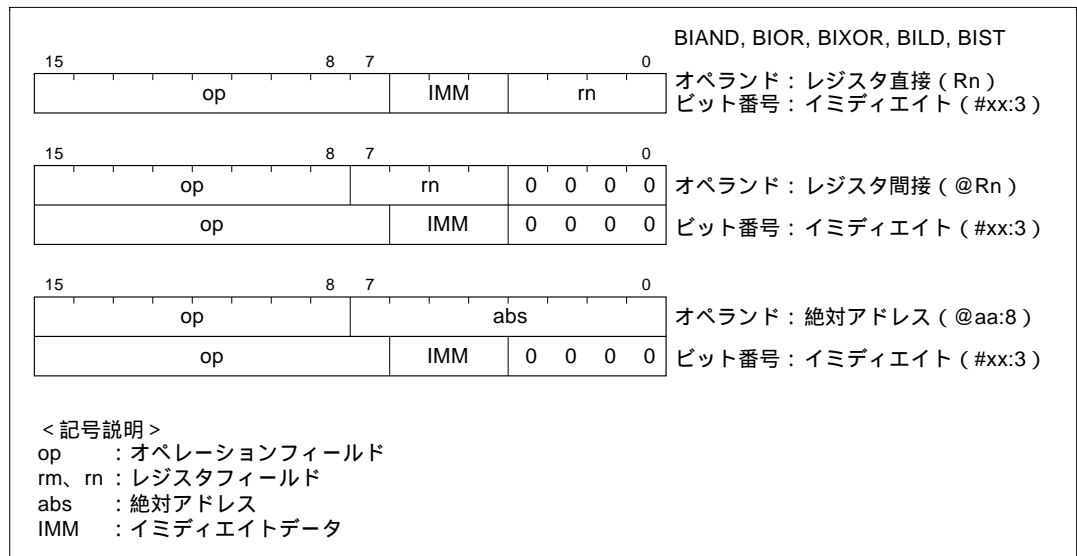 BIAND, BIOR, BIXOR, BILD, BIST
15 8 7 0
op IMM rn オペランド：レジスタ直接（Rn）
ビット番号：イミディエイト（#xx:3）
15 8 7 0
op rn 0 0 0 0 オペランド：レジスタ間接（@Rn）
op IMM 0 0 0 0 ビット番号：イミディエイト（#xx:3）
15 8 7 0
op abs オペランド：絶対アドレス（@aa:8）
op IMM 0 0 0 0 ビット番号：イミディエイト（#xx:3）
＜記号説明＞
op ：オペレーションフィールド
rm、rn ：レジスタフィールド
abs ：絶対アドレス
IMM ：イミディエイトデータ